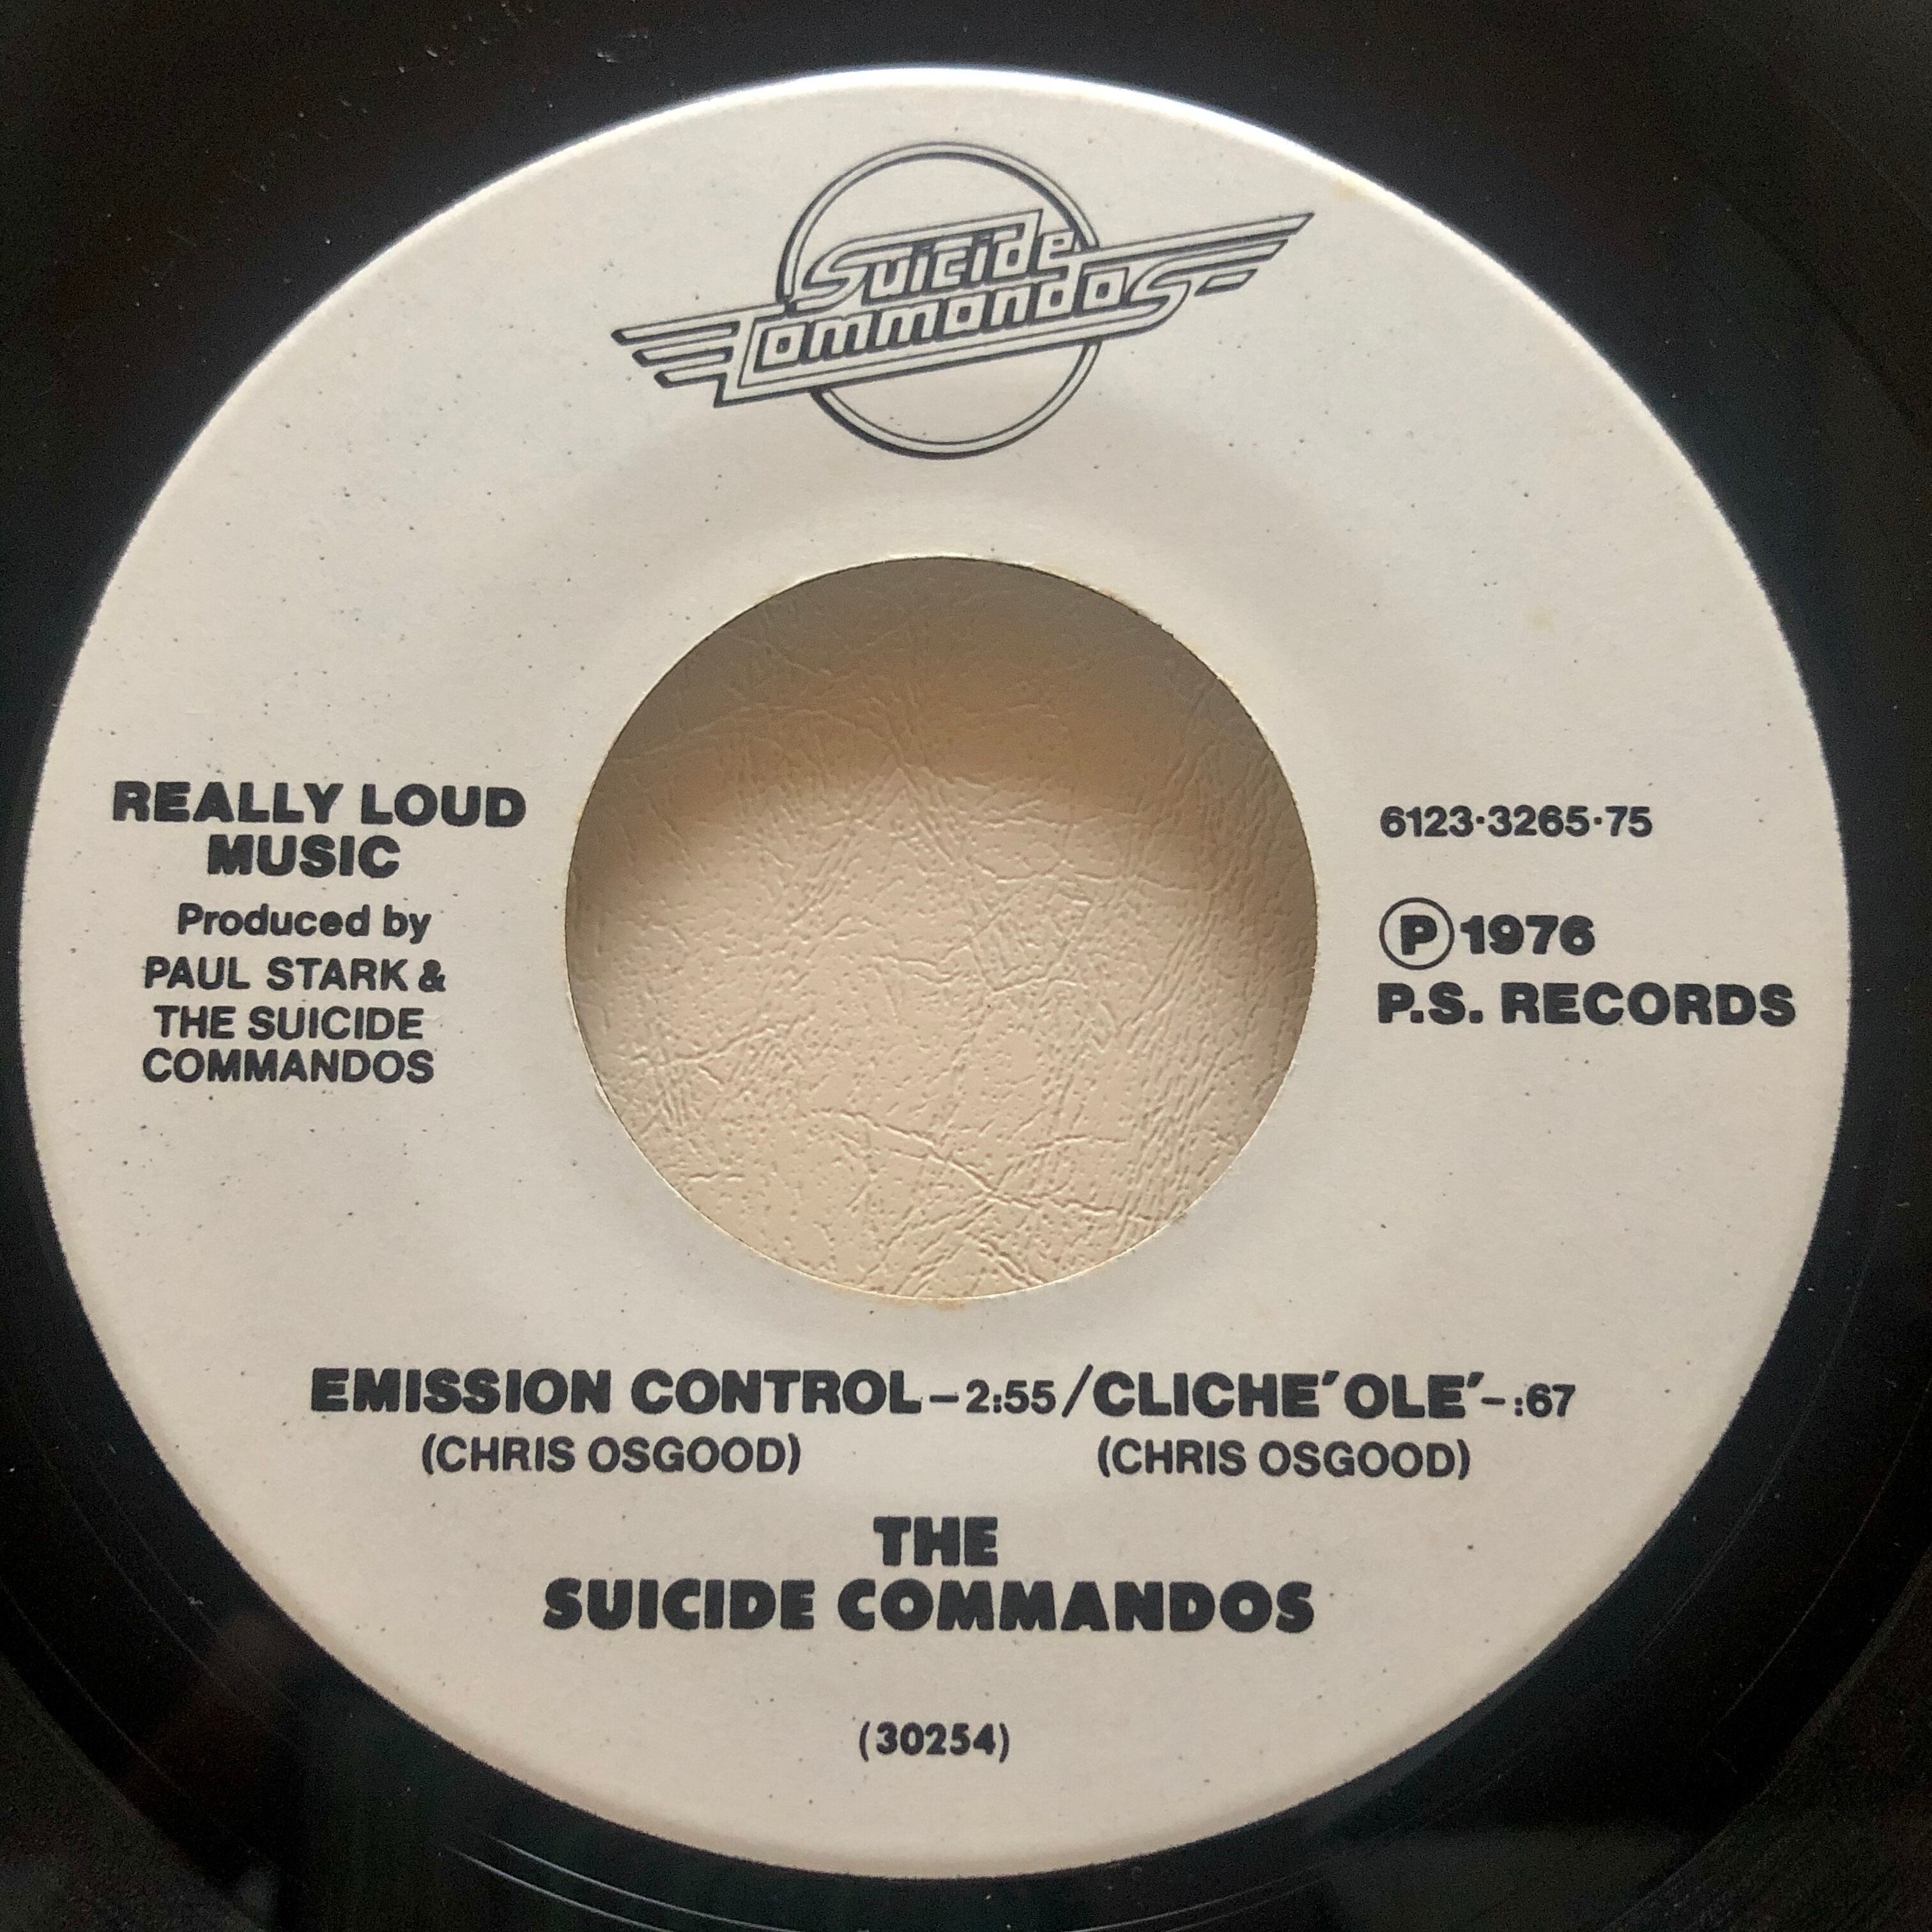 Suicide
Commandos
REALLY LOUD
MUSIC
Produced by
PAUL STARK &
THE SUICIDE
COMMANDOS
6123·3265·75
Ⓟ1976
P.S. RECORDS
EMISSION CONTROL–2:55/CLICHE´OLE´–:67
(CHRIS OSGOOD) (CHRIS OSGOOD)
THE
SUICIDE COMMANDOS
(30254)